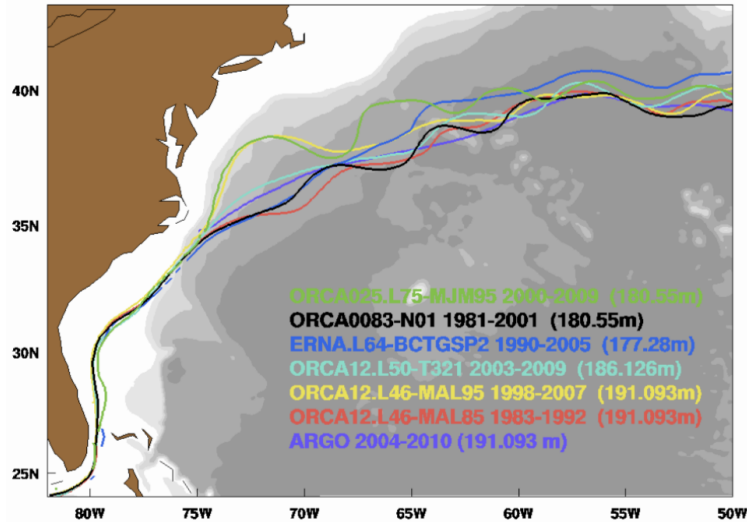 40N
35N
30N
25N
ORCA025.L75-MJM95 2000-2009 (180.55m)
ORCA0083-N01 1981-2001 (180.55m)
ERNA.L64-BCTGSP2 1990-2005 (177.28m)
ORCA12.L50-T321 2003-2009 (186.126m)
ORCA12.L46-MAL95 1998-2007 (191.093m)
ORCA12.L46-MAL85 1983-1992 (191.093m)
ARGO 2004-2010 (191.093 m)
80W 75W 70W 65W 60W 55W 50W